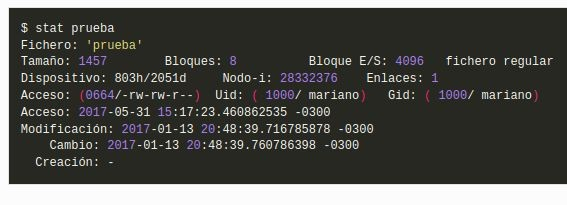 $ stat prueba
Fichero: 'prueba'
Tamaño: 1457 Bloques: 8 Bloque E/S: 4096 fichero regular
Dispositivo: 803h/2051d Nodo-i: 28332376 Enlaces: 1
Acceso: (0664/-rw-rw-r--) Uid: ( 1000/ mariano) Gid: ( 1000/ mariano)
Acceso: 2017-05-31 15:17:23.460862535 -0300
Modificación: 2017-01-13 20:48:39.716785878 -0300
Cambio: 2017-01-13 20:48:39.760786398 -0300
Creación: -